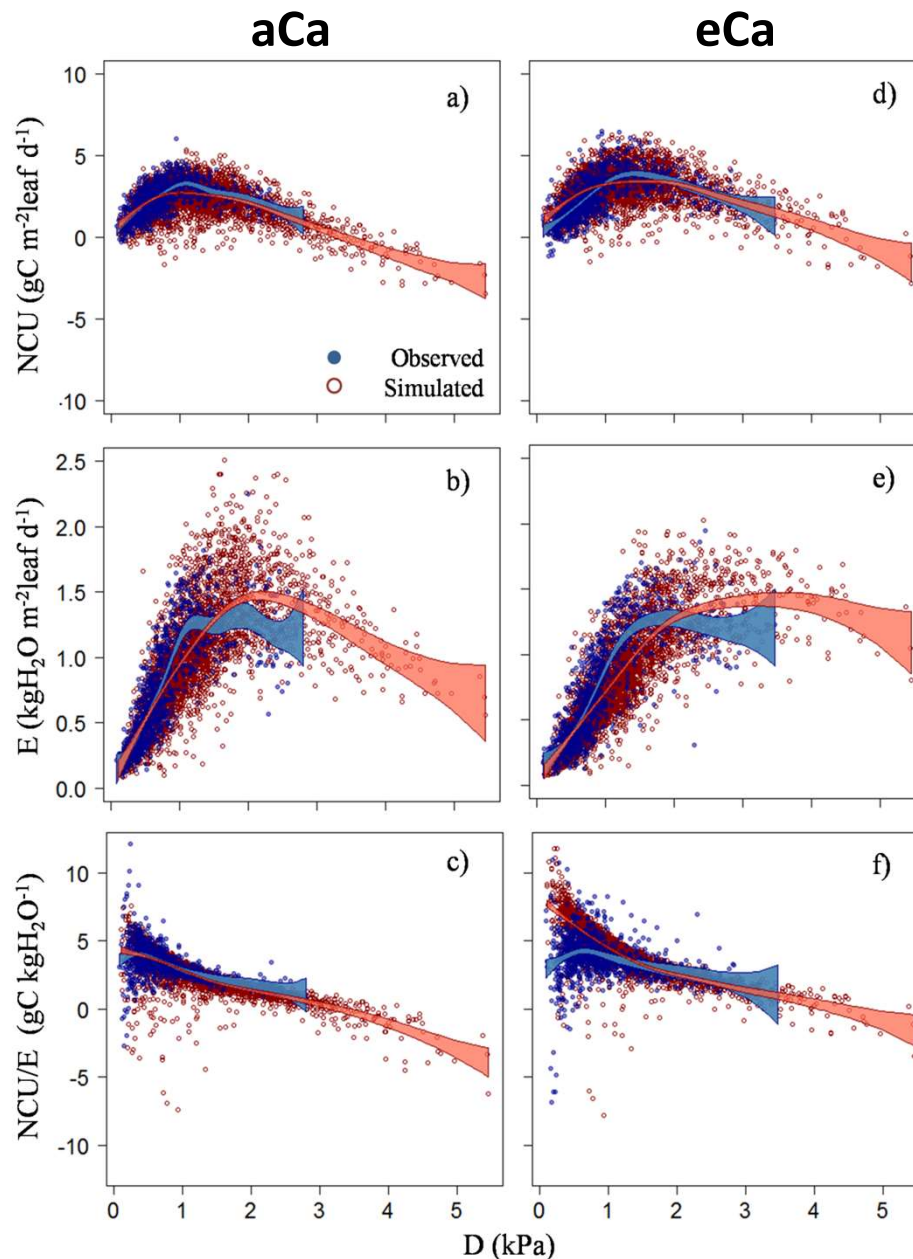 aCa eCa
a) d)
10
5
0
-5
-10
NCU (gC m-2leaf d-1)
Observed
Simulated
b) e)
2.5
2.0
1.5
1.0
0.5
0.0
E (kgH2O m-2leaf d-1)
c) f)
10
5
0
-5
-10
NCU/E (gC kgH2O-1)
0 1 2 3 4 5 0 1 2 3 4 5
D (kPa)